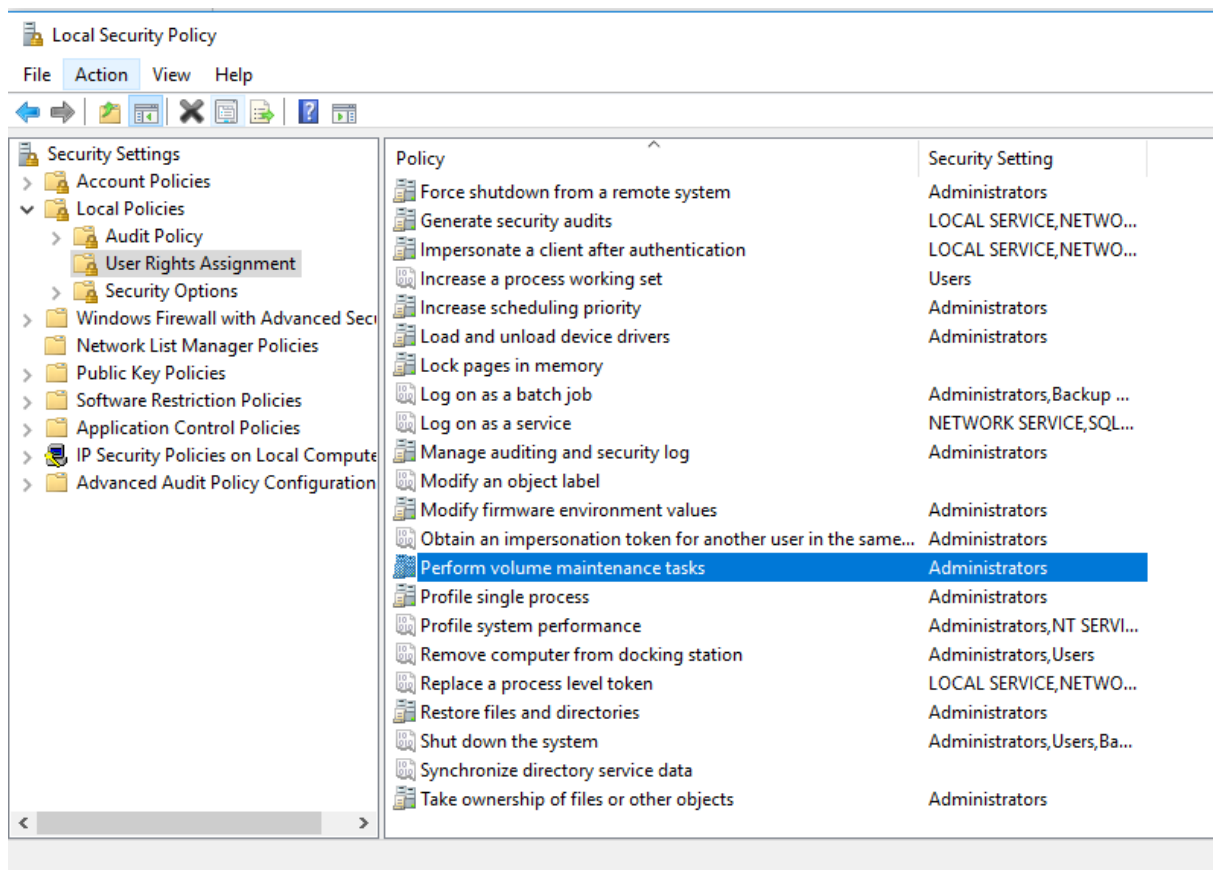 Local Security Policy
File Action View Help
Security Settings
Account Policies
Local Policies
Audit Policy
User Rights Assignment
Security Options
Windows Firewall with Advanced Secu
Network List Manager Policies
Public Key Policies
Software Restriction Policies
Application Control Policies
IP Security Policies on Local Compute
Advanced Audit Policy Configuration
Policy Security Setting
Force shutdown from a remote system Administrators
Generate security audits LOCAL SERVICE,NETWO...
Impersonate a client after authentication LOCAL SERVICE,NETWO...
Increase a process working set Users
Increase scheduling priority Administrators
Load and unload device drivers Administrators
Lock pages in memory
Log on as a batch job Administrators,Backup ...
Log on as a service NETWORK SERVICE,SQL...
Manage auditing and security log Administrators
Modify an object label
Modify firmware environment values Administrators
Obtain an impersonation token for another user in the same... Administrators
Perform volume maintenance tasks Administrators
Profile single process Administrators
Profile system performance Administrators,NT SERVI...
Remove computer from docking station Administrators,Users
Replace a process level token LOCAL SERVICE,NETWO...
Restore files and directories Administrators
Shut down the system Administrators,Users,Ba...
Synchronize directory service data
Take ownership of files or other objects Administrators